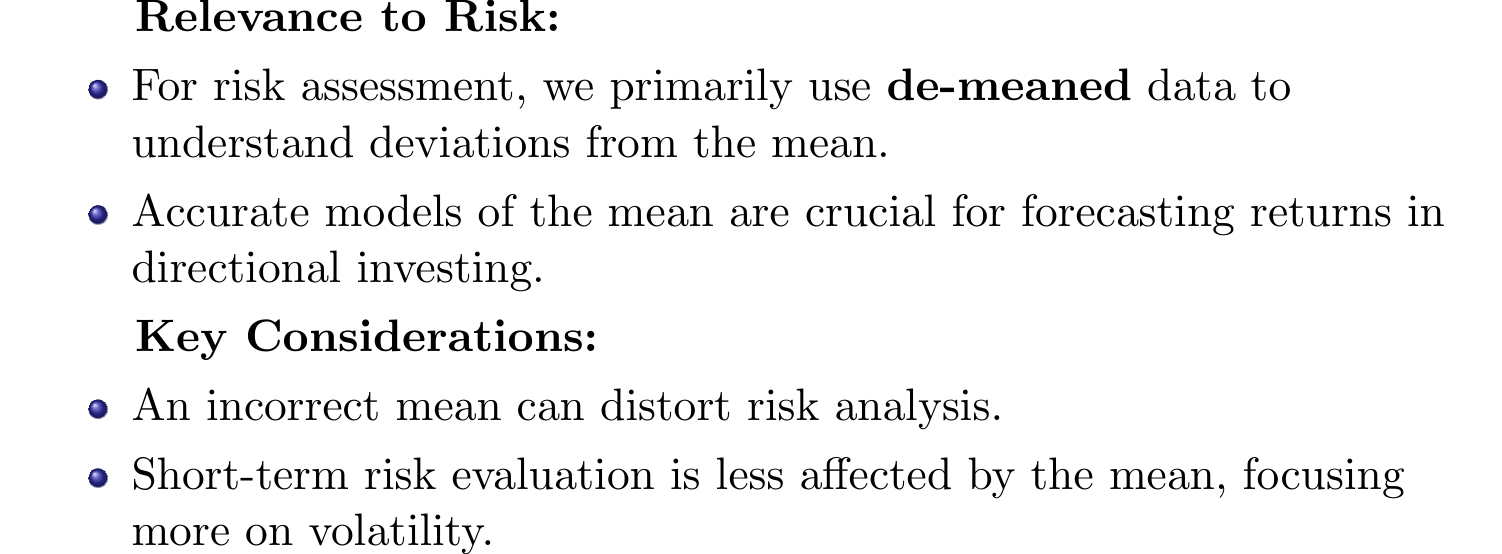 Relevance to Risk:
For risk assessment, we primarily use de-meaned data to
understand deviations from the mean.
Accurate models of the mean are crucial for forecasting returns in
directional investing.
Key Considerations:
An incorrect mean can distort risk analysis.
Short-term risk evaluation is less affected by the mean, focusing
more on volatility.